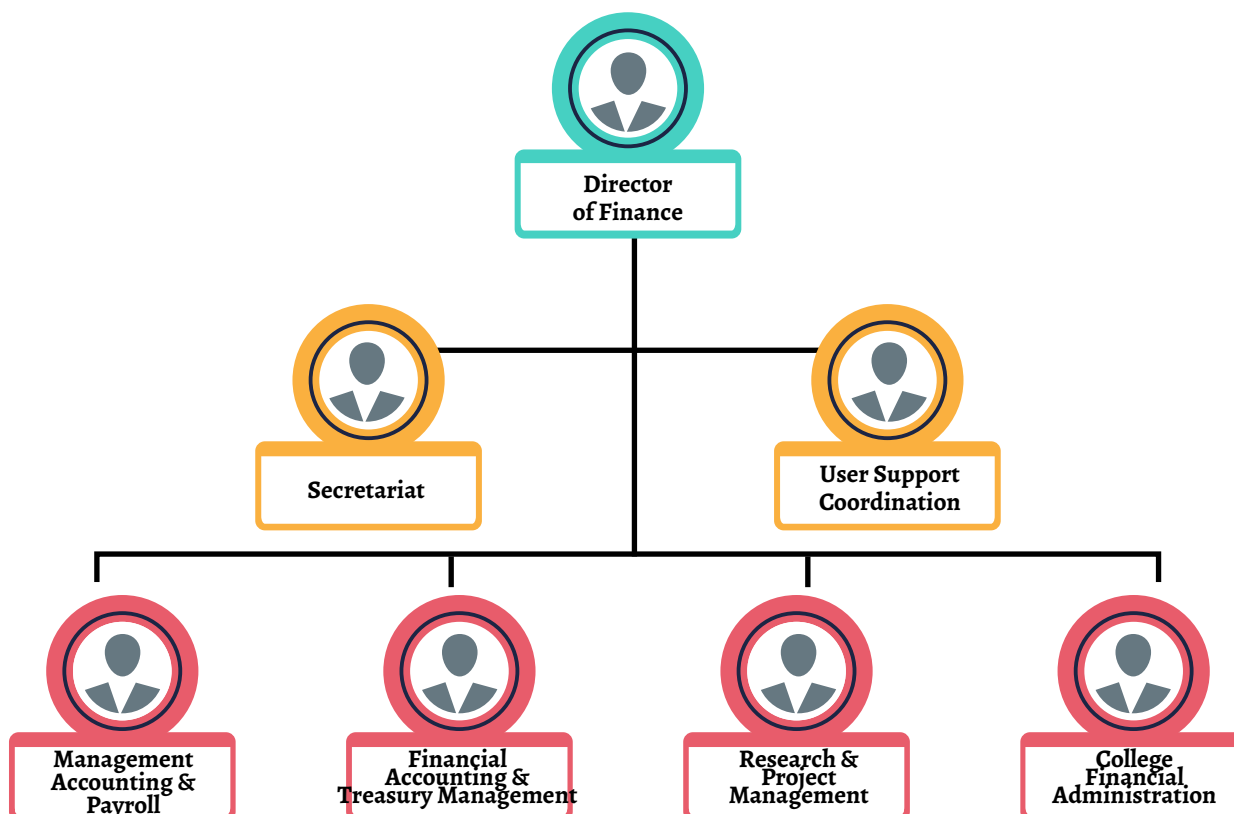 Director
of Finance
Secretariat
User Support
Coordination
Management
Accounting &
Payroll
Financial
Accounting &
Treasury Management
Research &
Project
Management
College
Financial
Administration